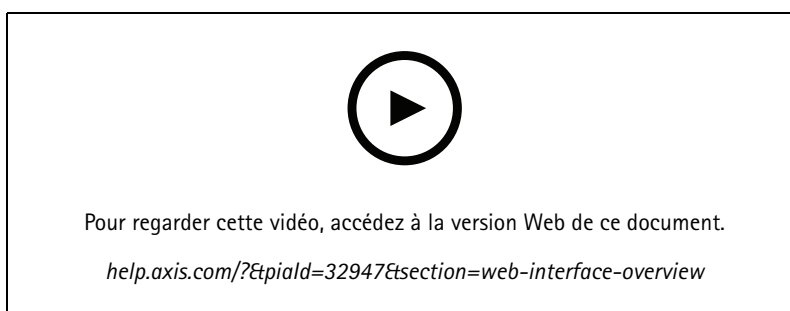 Pour regarder cette vidéo, accédez à la version Web de ce document.
help.axis.com/?&piaId=32947&section=web-interface-overview